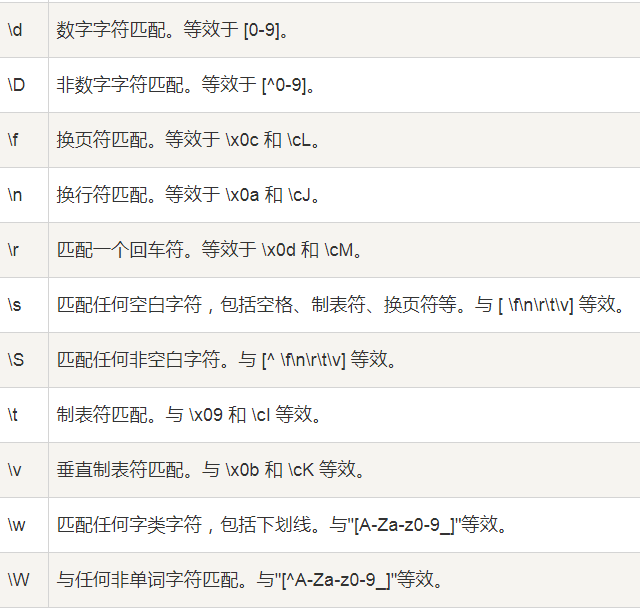 \d 数字字符匹配。等效于 [0-9]。
\D 非数字字符匹配。等效于 [^0-9]。
\f 换页符匹配。等效于 \x0c 和 \cL。
\n 换行符匹配。等效于 \x0a 和 \cJ。
\r 匹配一个回车符。等效于 \x0d 和 \cM。
\s 匹配任何空白字符，包括空格、制表符、换页符等。与 [ \f\n\r\t\v] 等效。
\S 匹配任何非空白字符。与 [^ \f\n\r\t\v] 等效。
\t 制表符匹配。与 \x09 和 \cI 等效。
\v 垂直制表符匹配。与 \x0b 和 \cK 等效。
\w 匹配任何字类字符，包括下划线。与"[A-Za-z0-9_]"等效。
\W 与任何非单词字符匹配。与"[^A-Za-z0-9_]"等效。